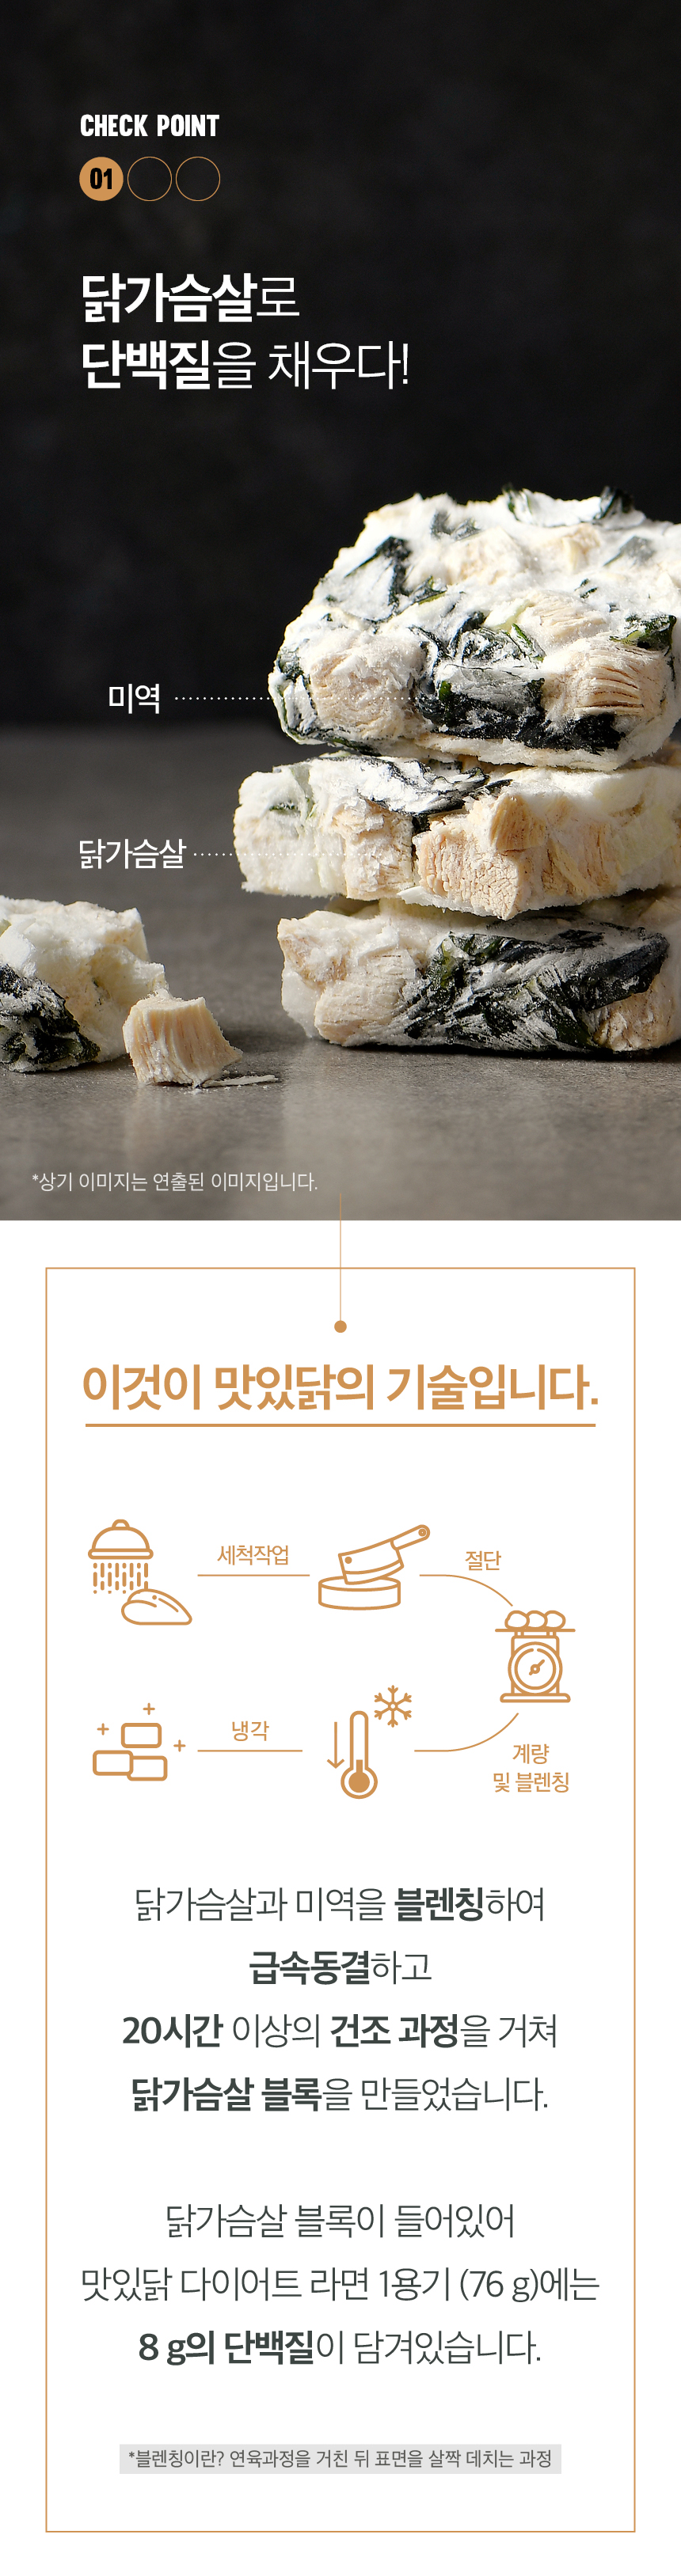 CHECK POINT
01
닭가슴살로
단백질을 채우다!
미역
닭가슴살
*상기 이미지는 연출된 이미지입니다.
이것이 맛있닭의 기술입니다.
세척작업
절단
냉각
계량
및 블렌칭
닭가슴살과 미역을 블렌칭하여
급속동결하고
20시간 이상의 건조 과정을 거쳐
닭가슴살 블록을 만들었습니다.
닭가슴살 블록이 들어있어
맛있닭 다이어트 라면 1용기 (76 g)에는
8 g의 단백질이 담겨있습니다.
*블렌칭이란? 연육과정을 거친 뒤 표면을 살짝 데치는 과정